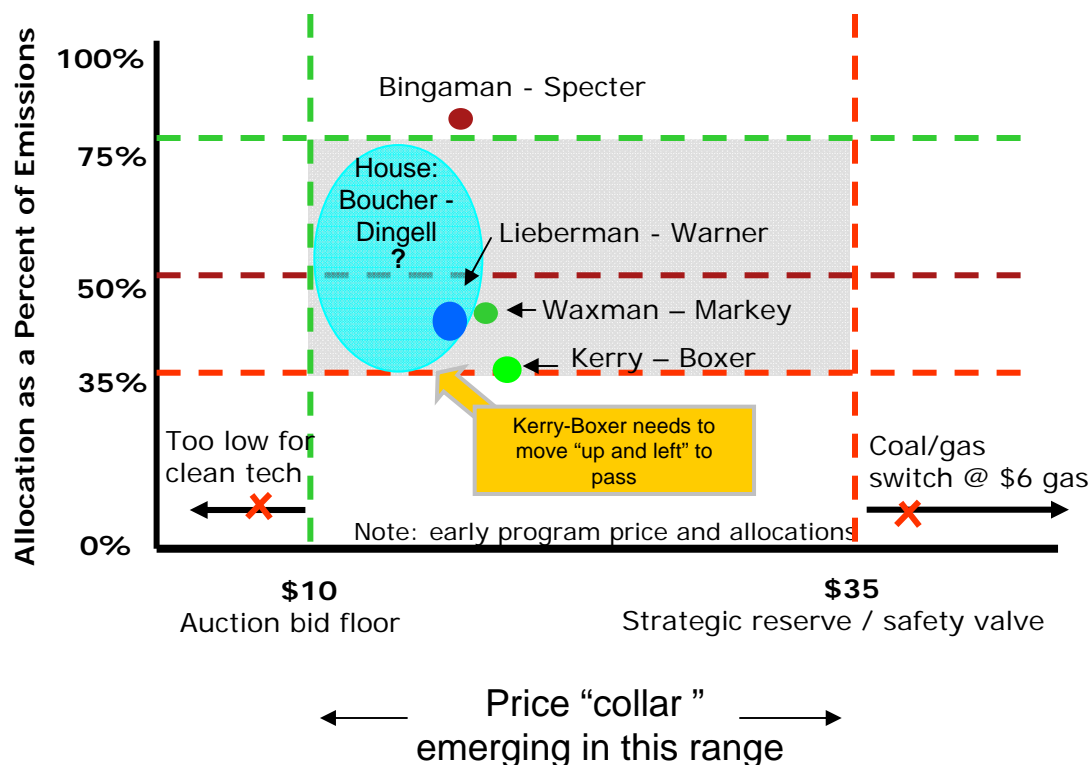 Allocation as a Percent of Emissions
100%
Bingaman - Specter
75%
House:
Boucher -
Dingell
?
Lieberman - Warner
50%
Waxman – Markey
Kerry – Boxer
35%
Kerry-Boxer needs to
move “up and left” to
pass
Too low for
clean tech
Coal/gas
switch @ $6 gas
Note: early program price and allocations
0%
$10
Auction bid floor
$35
Strategic reserve / safety valve
Price “collar ”
emerging in this range